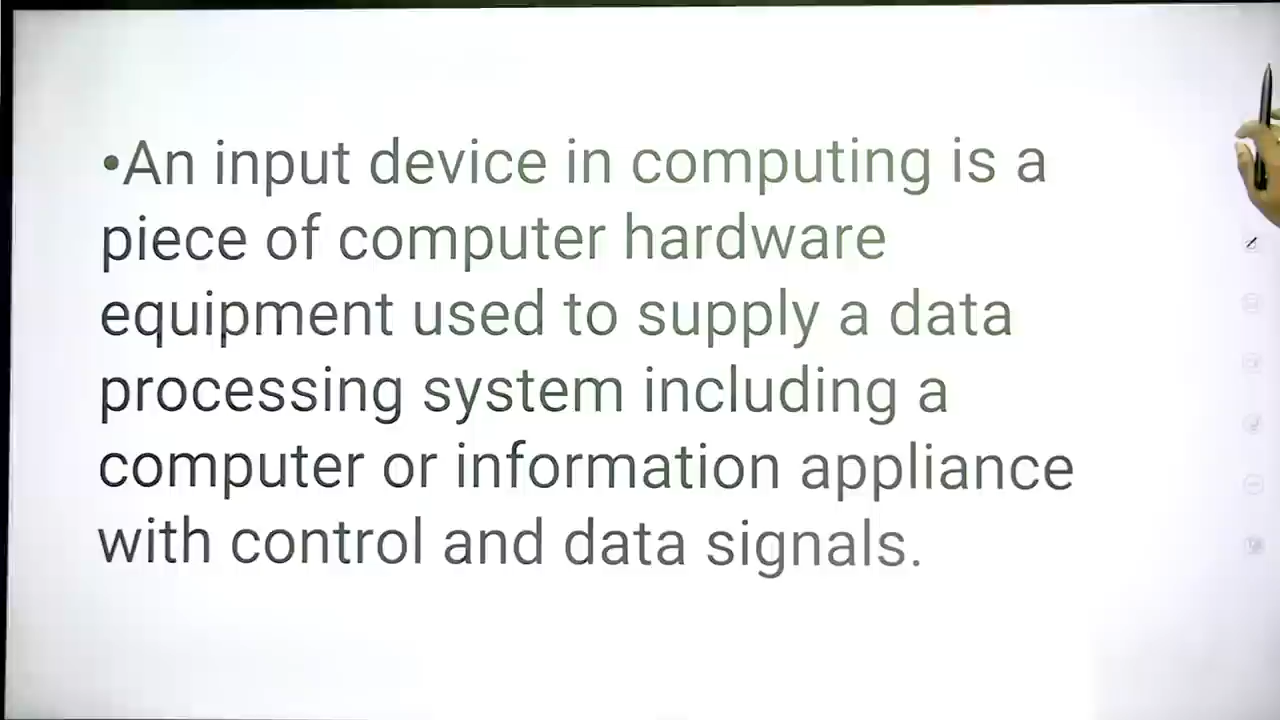 •An input device in computing is a
piece of computer hardware
equipment used to supply a data
processing system including a
computer or information appliance
with control and data signals.